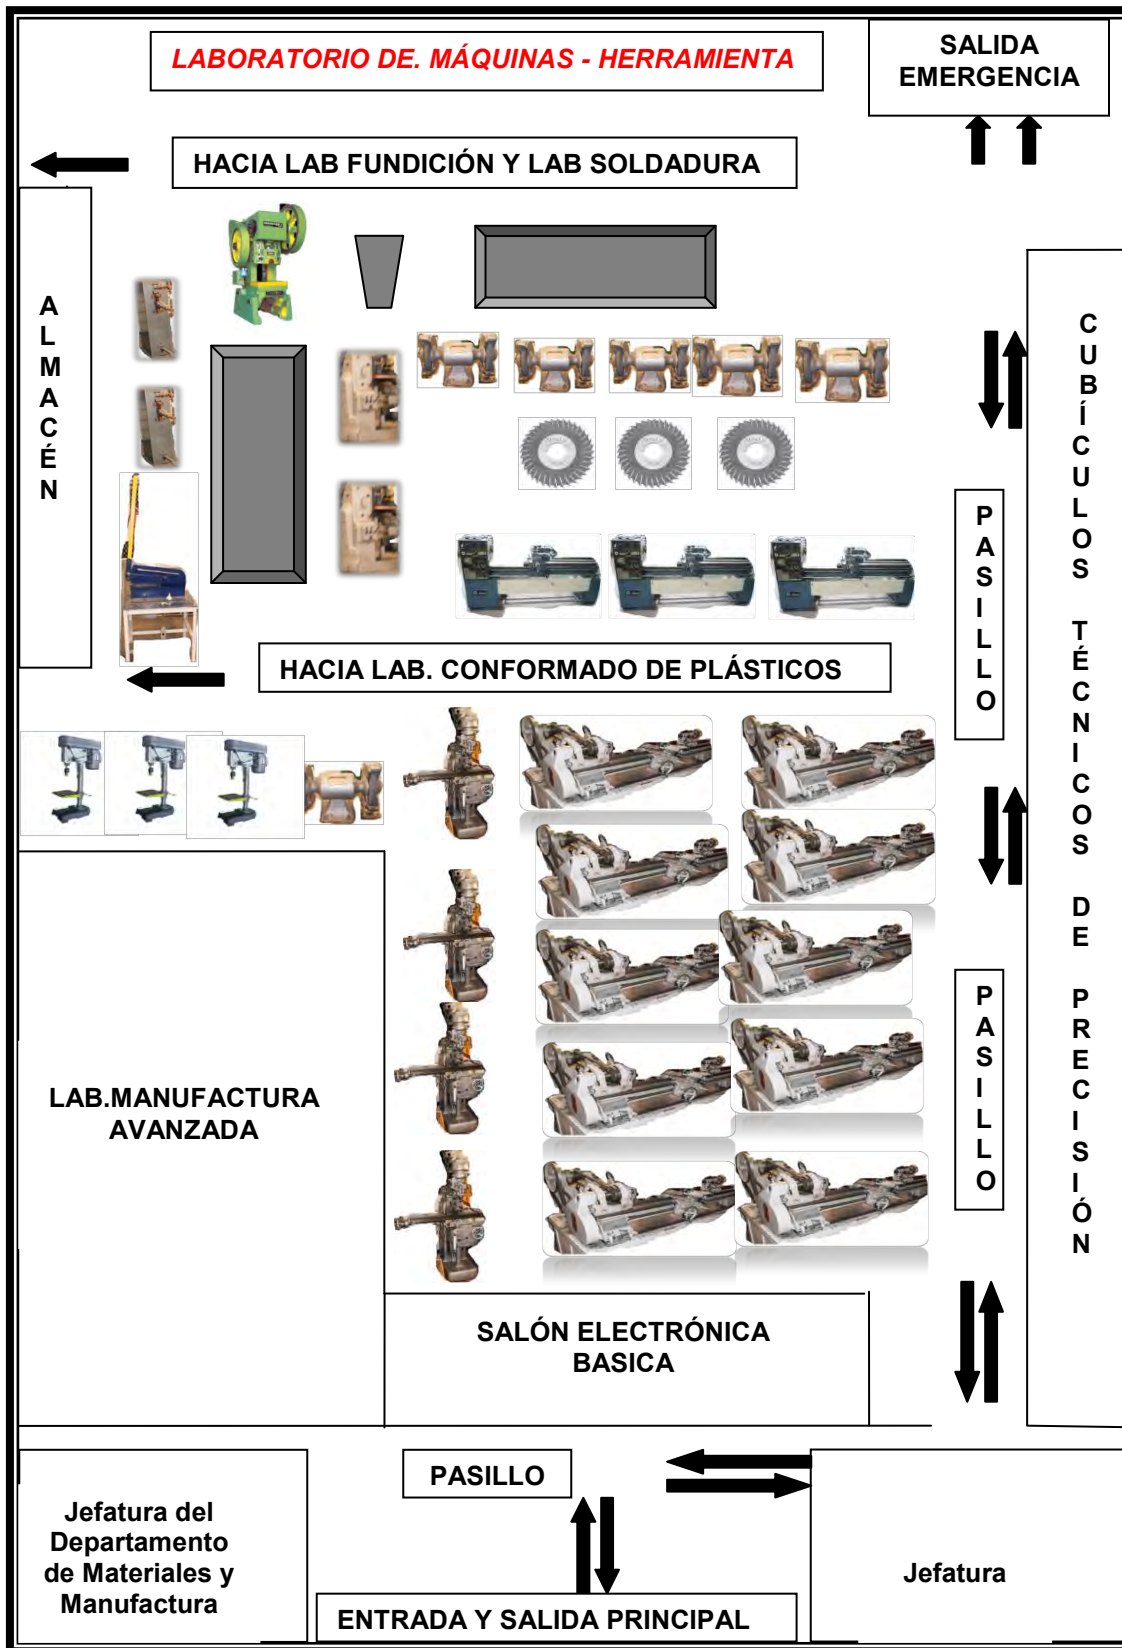 LABORATORIO DE. MÁQUINAS - HERRAMIENTA
SALIDA
EMERGENCIA
HACIA LAB FUNDICIÓN Y LAB SOLDADURA
ALMACÉN
CUBÍCULOS TÉCNICOS DE PRECISIÓN
PASILLO
HACIA LAB. CONFORMADO DE PLÁSTICOS
PASILLO
LAB.MANUFACTURA
AVANZADA
SALÓN ELECTRÓNICA
BASICA
PASILLO
Jefatura del
Departamento
de Materiales y
Manufactura
Jefatura
ENTRADA Y SALIDA PRINCIPAL